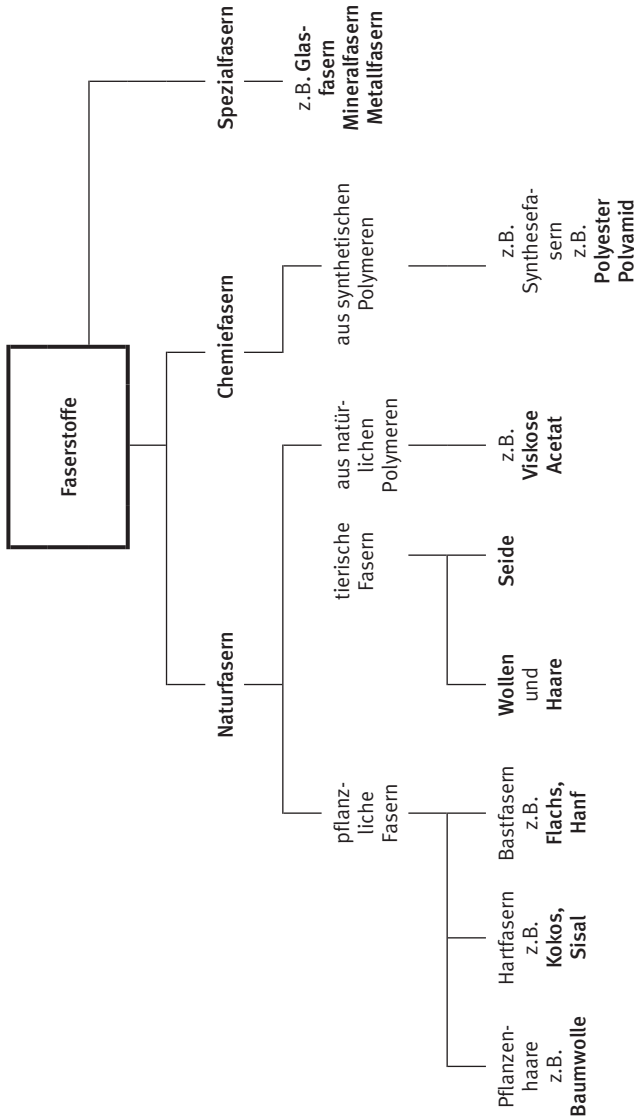 Faserstoffe
Naturfasern
Chemiefasern
Spezialfasern
pflanz-
liche
Fasern
tierische
Fasern
aus natür-
lichen
Polymeren
aus synthetischen
Polymeren
z.B. Glas-
fasern
Mineralfasern
Metallfasern
Pflanzen-
haare
z.B.
Baumwolle
Hartfasern
z.B.
Kokos,
Sisal
Bastfasern
z.B.
Flachs,
Hanf
Wollen
und
Haare
Seide
z.B.
Viskose
Acetat
z.B.
Synthesefa-
sern
z.B.
Polyester
Polvamid